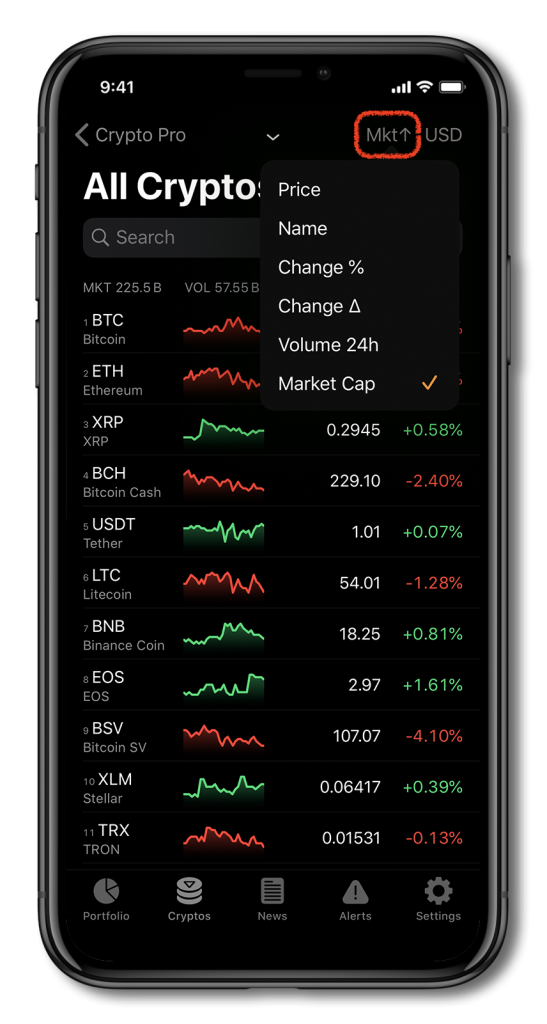 9:41
Crypto Pro Mkt↑ USD
All Cryptos
Search
Price
Name
Change %
Change Δ
Volume 24h
Market Cap ✓
MKT 225.5 B VOL 57.55 B
1 BTC
Bitcoin
2 ETH
Ethereum
3 XRP 0.2945 +0.58%
XRP
4 BCH 229.10 -2.40%
Bitcoin Cash
5 USDT 1.01 +0.07%
Tether
6 LTC 54.01 -1.28%
Litecoin
7 BNB 18.25 +0.81%
Binance Coin
8 EOS 2.97 +1.61%
EOS
9 BSV 107.07 -4.10%
Bitcoin SV
10 XLM 0.06417 +0.39%
Stellar
11 TRX 0.01531 -0.13%
TRON
Portfolio Cryptos News Alerts Settings